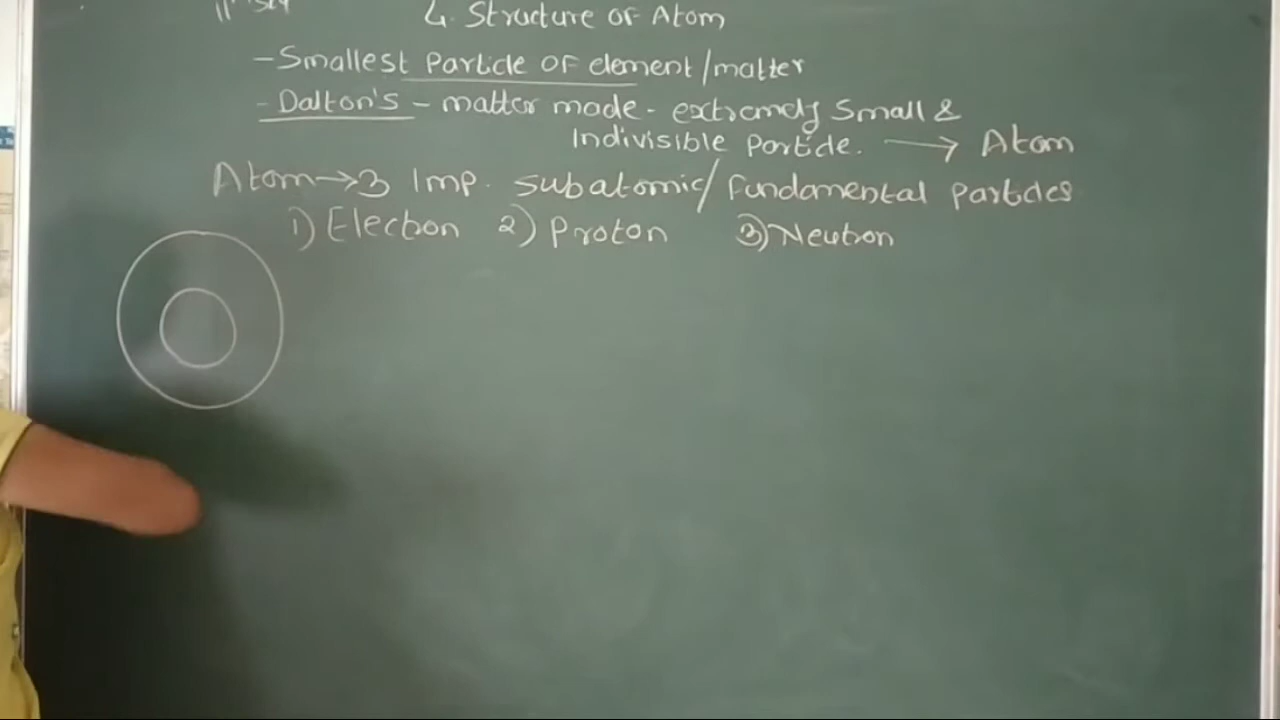 4. Structure of Atom
- Smallest Particle of element/matter
- Dalton's - matter made - extremely Small &
Indivisible Particle. → Atom
Atom → 3 Imp. subatomic/fundamental Particles
1) Electron 2) Proton 3) Neutron